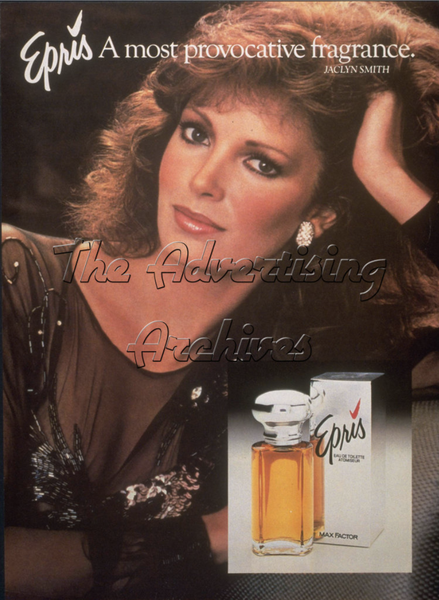 Epris A most provocative fragrance.
JACLYN SMITH
The Advertising
Archives
Epris
EAU DE TOILETTE
ATOMISEUR
MAX FACTOR